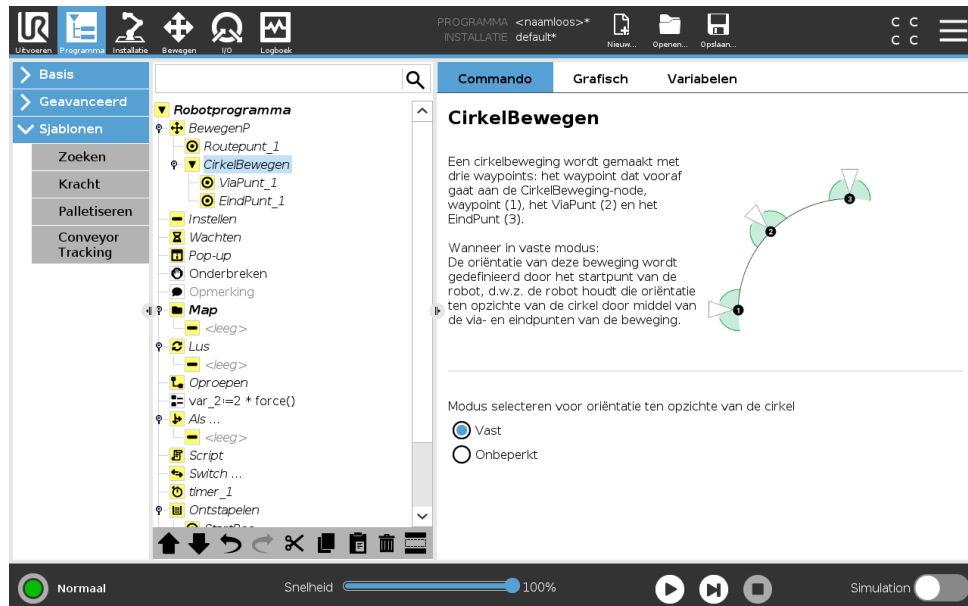 Uitvoeren
Programma
Installatie
Bewegen
I/O
Logboek
PROGRAMMA <naamloos>*
INSTALLATIE default*
Nieuw...
Openen...
Opslaan...
C C
C C
Basis
Geavanceerd
Sjablonen
Zoeken
Kracht
Palletiseren
Conveyor
Tracking
Robotprogramma
BewegenP
Routepunt_1
CirkelBewegen
ViaPunt_1
EindPunt_1
Instellen
Wachten
Pop-up
Onderbreken
Opmerking
Map
<leeg>
Lus
<leeg>
Oproepen
var_2:=2 * force()
Als ...
<leeg>
Script
Switch ...
timer_1
Ontstapelen
Commando
Grafisch
Variabelen
CirkelBewegen
Een cirkelbeweging wordt gemaakt met
drie waypoints: het waypoint dat vooraf
gaat aan de CirkelBeweging-node,
waypoint (1), het ViaPunt (2) en het
EindPunt (3).
Wanneer in vaste modus:
De oriëntatie van deze beweging wordt
gedefinieerd door het startpunt van de
robot, d.w.z. de robot houdt die oriëntatie
ten opzichte van de cirkel door middel van
de via- en eindpunten van de beweging.
1
2
3
Modus selecteren voor oriëntatie ten opzichte van de cirkel
Vast
Onbeperkt
Normaal
Snelheid
100%
Simulation